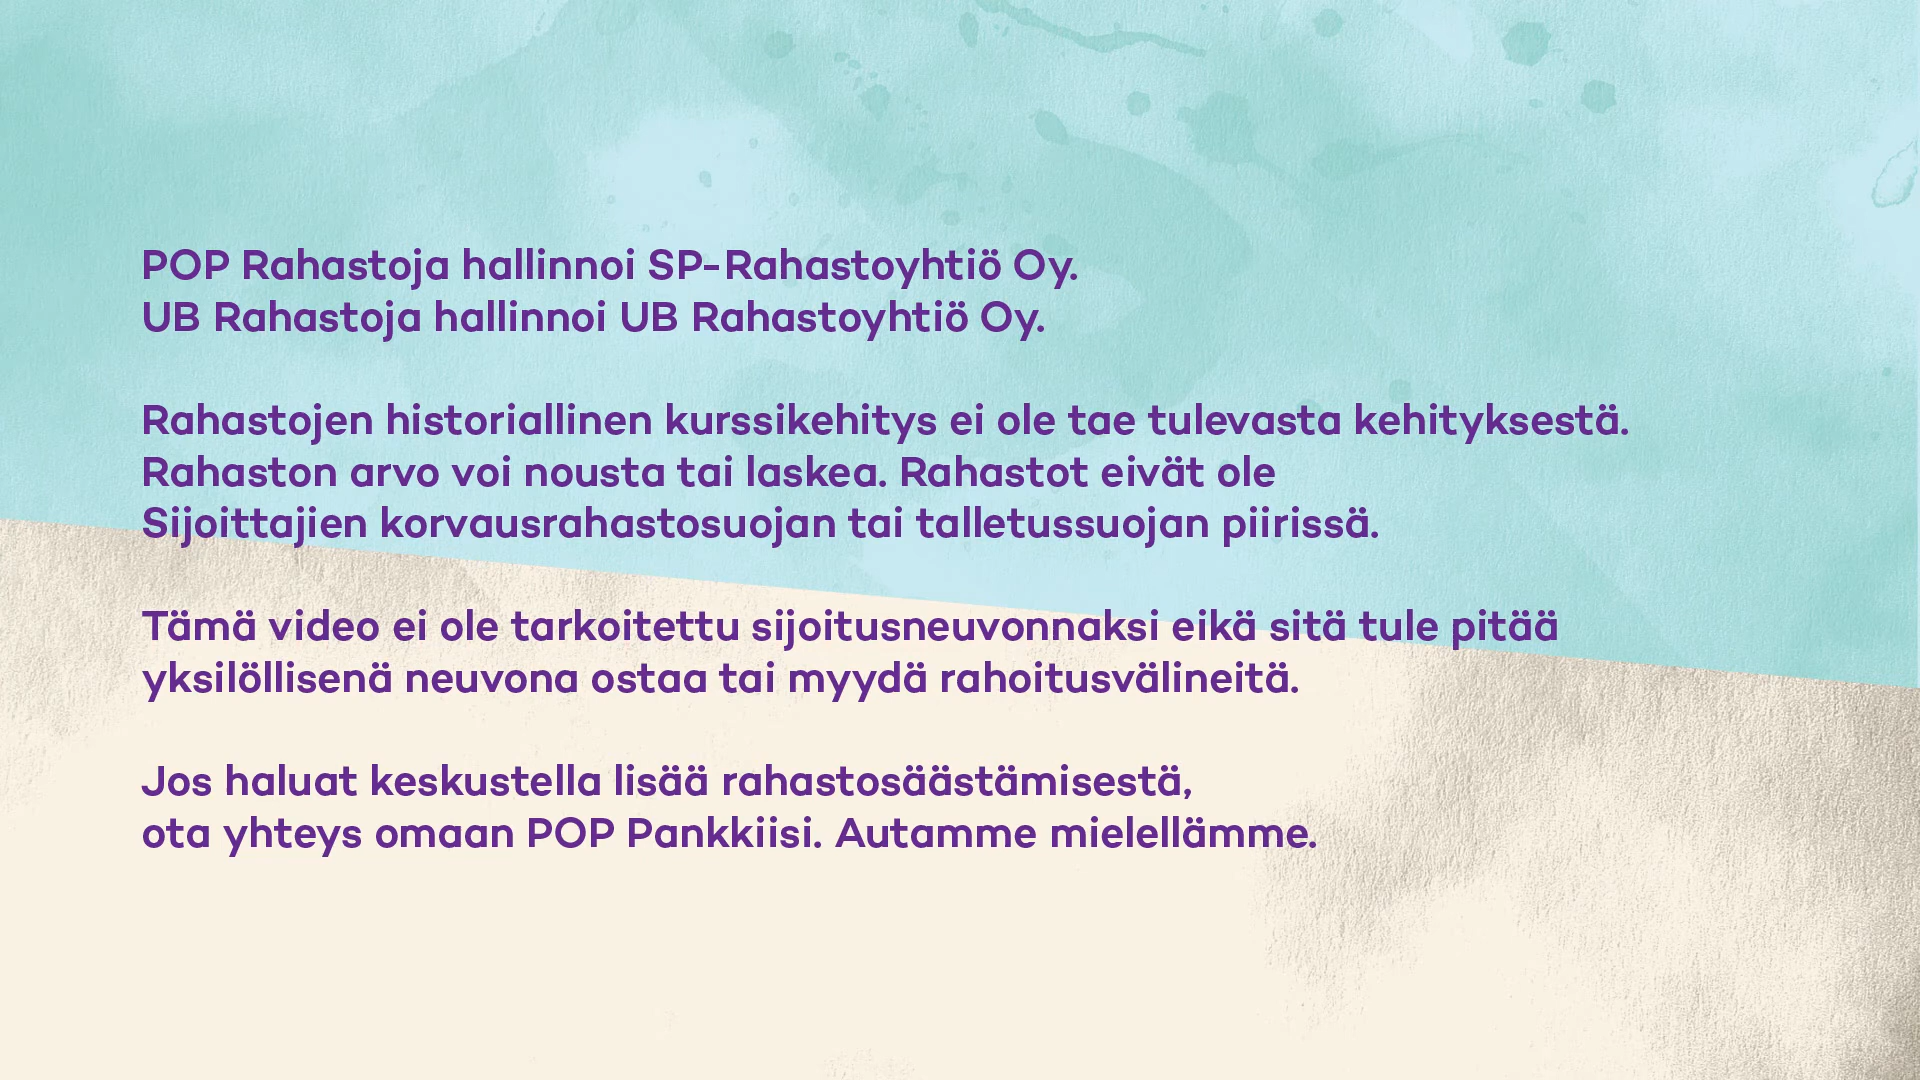 POP Rahastoja hallinnoi SP-Rahastoyhtiö Oy.
UB Rahastoja hallinnoi UB Rahastoyhtiö Oy.
Rahastojen historiallinen kurssikehitys ei ole tae tulevasta kehityksestä.
Rahaston arvo voi nousta tai laskea. Rahastot eivät ole
Sijoittajien korvausrahastosuojan tai talletussuojan piirissä.
Tämä video ei ole tarkoitettu sijoitusneuvonnaksi eikä sitä tule pitää
yksilöllisenä neuvona ostaa tai myydä rahoitusvälineitä.
Jos haluat keskustella lisää rahastosäästämisestä,
ota yhteys omaan POP Pankkiisi. Autamme mielellämme.